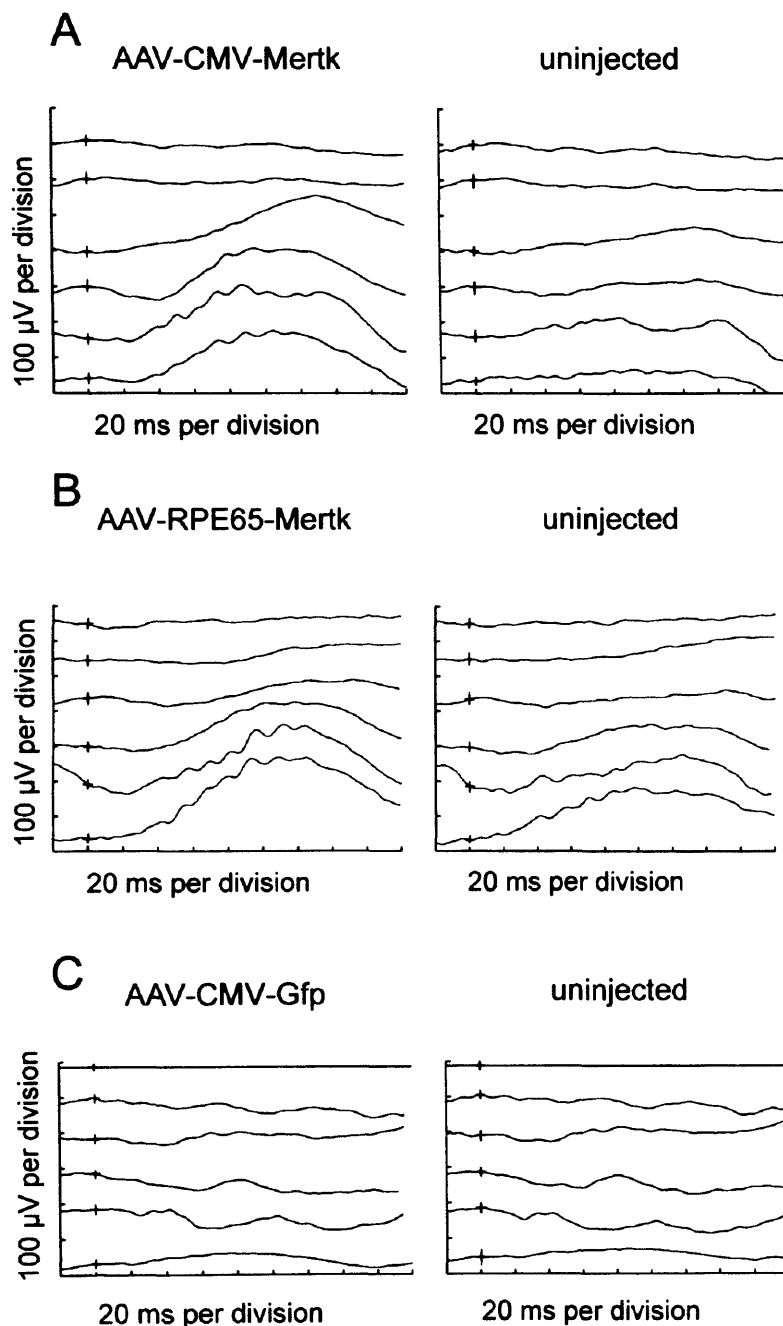 A
AAV-CMV-Mertk
uninjected
100 µV per division
20 ms per division
20 ms per division
B
AAV-RPE65-Mertk
uninjected
100 µV per division
20 ms per division
20 ms per division
C
AAV-CMV-Gfp
uninjected
100 µV per division
20 ms per division
20 ms per division